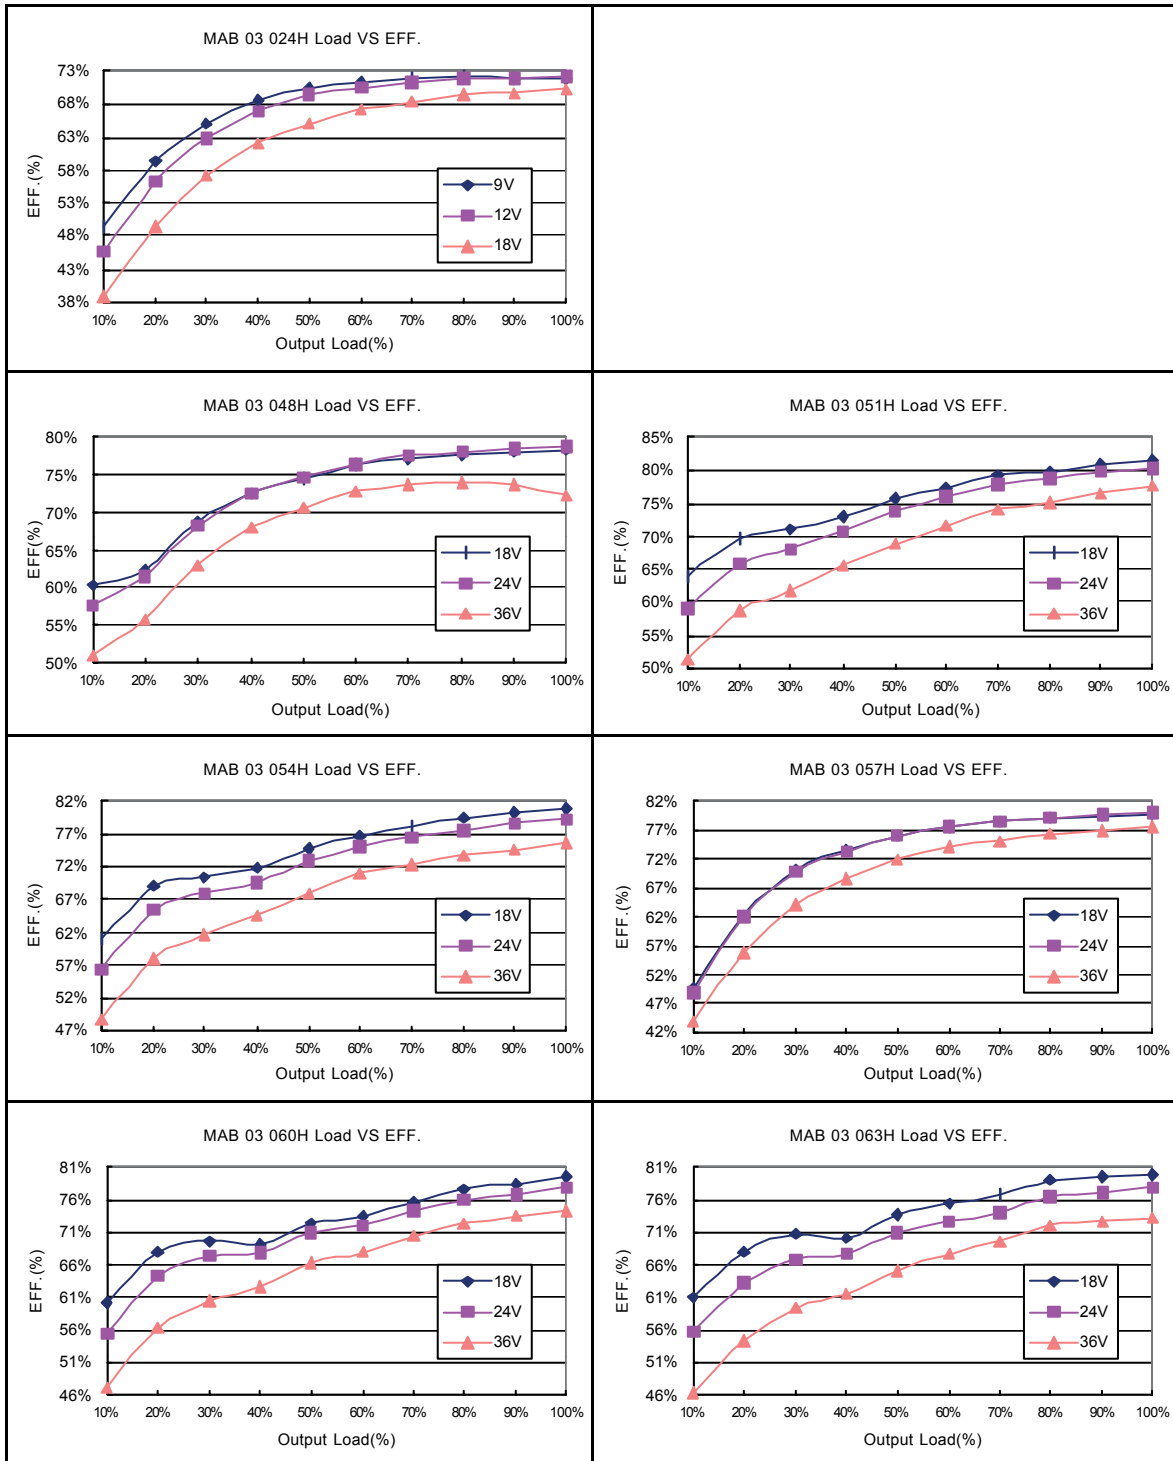 MAB 03 024H Load VS EFF.
73%
68%
63%
58%
53%
48%
43%
38%
EFF.(%)
9V
12V
18V
10% 20% 30% 40% 50% 60% 70% 80% 90% 100%
Output Load(%)
MAB 03 048H Load VS EFF.
80%
75%
70%
65%
60%
55%
50%
EFF(%)
18V
24V
36V
10% 20% 30% 40% 50% 60% 70% 80% 90% 100%
Output Load(%)
MAB 03 051H Load VS EFF.
85%
80%
75%
70%
65%
60%
55%
50%
EFF.(%)
18V
24V
36V
10% 20% 30% 40% 50% 60% 70% 80% 90% 100%
Output Load(%)
MAB 03 054H Load VS EFF.
82%
77%
72%
67%
62%
57%
52%
47%
EFF.(%)
18V
24V
36V
10% 20% 30% 40% 50% 60% 70% 80% 90% 100%
Output Load(%)
MAB 03 057H Load VS EFF.
82%
77%
72%
67%
62%
57%
52%
47%
42%
EFF.(%)
18V
24V
36V
10% 20% 30% 40% 50% 60% 70% 80% 90% 100%
Output Load(%)
MAB 03 060H Load VS EFF.
81%
76%
71%
66%
61%
56%
51%
46%
EFF.(%)
18V
24V
36V
10% 20% 30% 40% 50% 60% 70% 80% 90% 100%
Output Load(%)
MAB 03 063H Load VS EFF.
81%
76%
71%
66%
61%
56%
51%
46%
EFF.(%)
18V
24V
36V
10% 20% 30% 40% 50% 60% 70% 80% 90% 100%
Output Load(%)